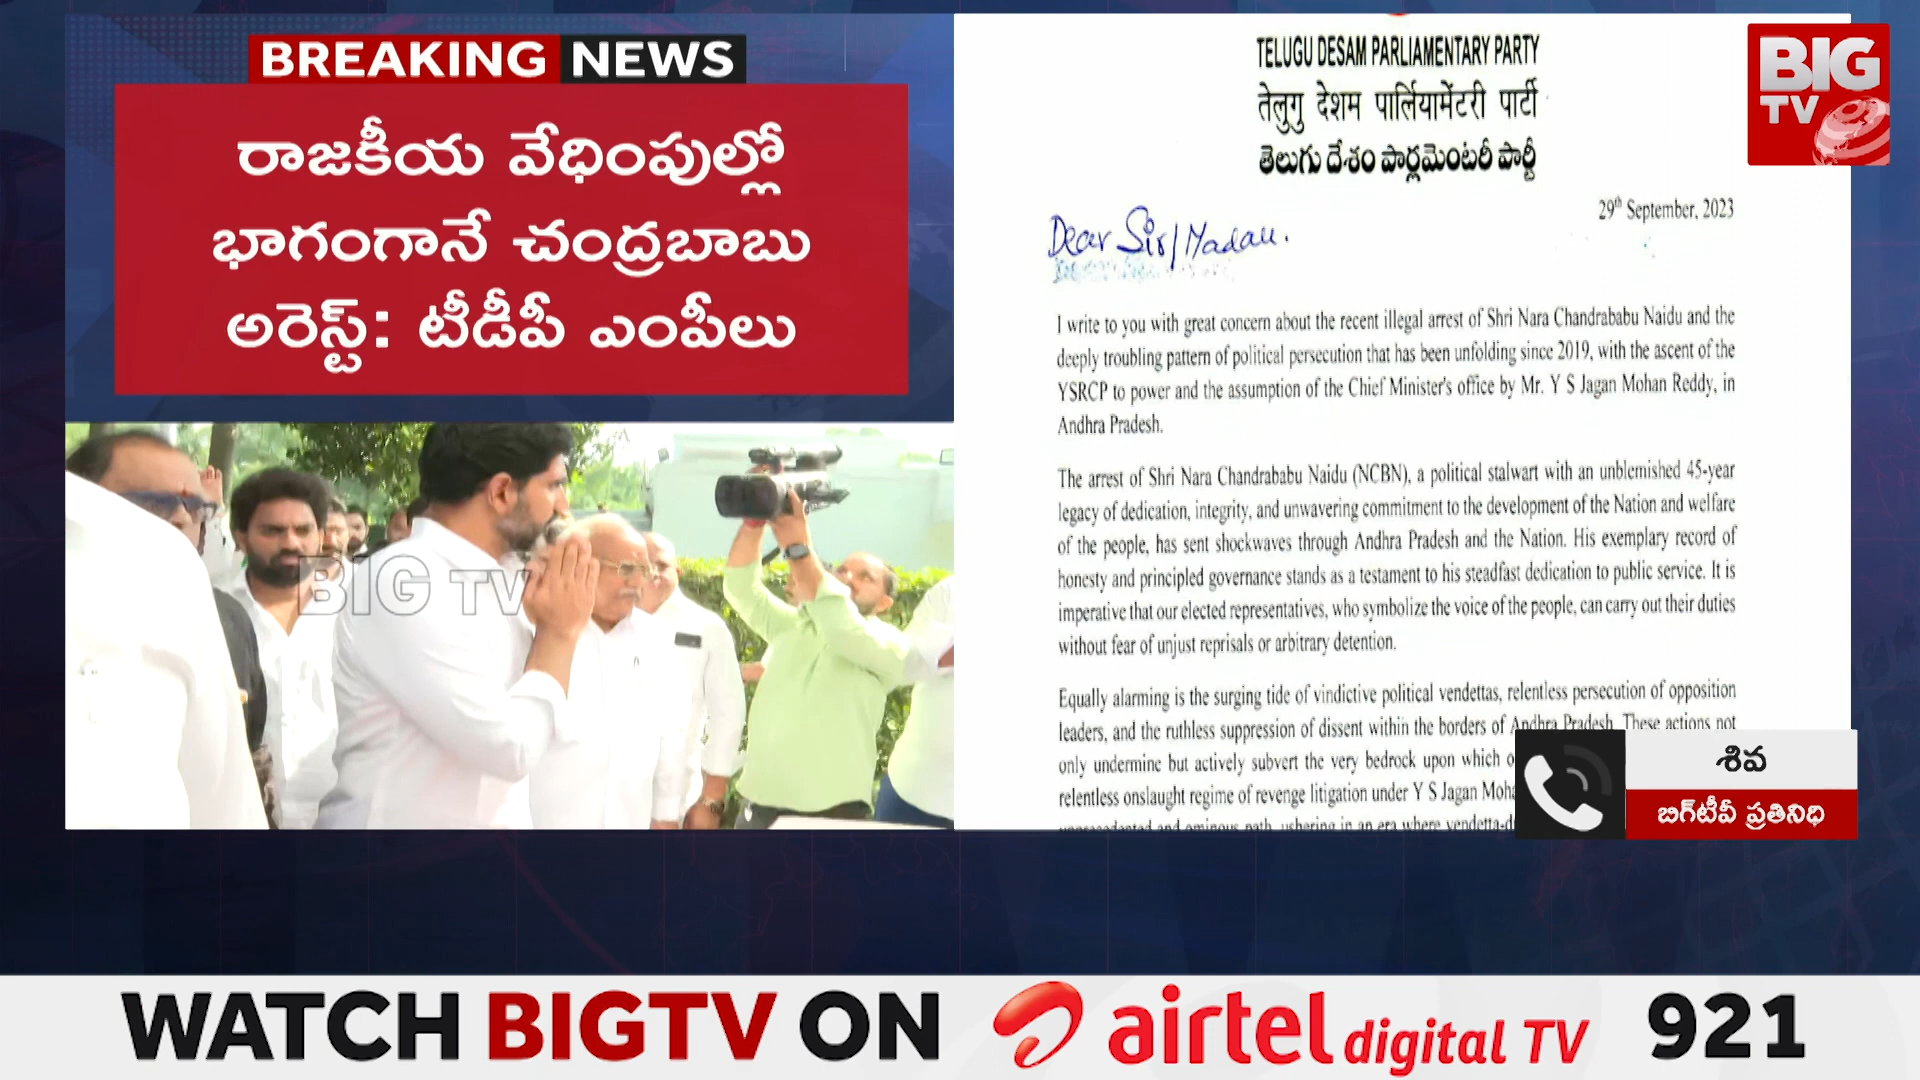 BREAKING NEWS
రాజకీయ వేధింపుల్లో
భాగంగానే చంద్రబాబు
అరెస్ట్: టీడీపీ ఎంపీలు
BIG TV
TELUGU DESAM PARLIAMENTARY PARTY
तेलुगु देशम पार्लियामेंटरी पार्टी
తెలుగు దేశం పార్లమెంటరీ పార్టీ
BIG
TV
29th September, 2023
Dear Sir/Madam.
I write to you with great concern about the recent illegal arrest of Shri Nara Chandrababu Naidu and the
deeply troubling pattern of political persecution that has been unfolding since 2019, with the ascent of the
YSRCP to power and the assumption of the Chief Minister's office by Mr. Y S Jagan Mohan Reddy, in
Andhra Pradesh.
The arrest of Shri Nara Chandrababu Naidu (NCBN), a political stalwart with an unblemished 45-year
legacy of dedication, integrity, and unwavering commitment to the development of the Nation and welfare
of the people, has sent shockwaves through Andhra Pradesh and the Nation. His exemplary record of
honesty and principled governance stands as a testament to his steadfast dedication to public service. It is
imperative that our elected representatives, who symbolize the voice of the people, can carry out their duties
without fear of unjust reprisals or arbitrary detention.
Equally alarming is the surging tide of vindictive political vendettas, relentless persecution of opposition
leaders, and the ruthless suppression of dissent within the borders of Andhra Pradesh. These actions not
only undermine but actively subvert the very bedrock upon which
relentless onslaught regime of revenge litigation under Y S Jagan
unprecedented and ominous path, ushering in an era where
శివ
బిగ్‌టీవీ ప్రతినిధి
WATCH BIGTV ON airtel digital TV 921